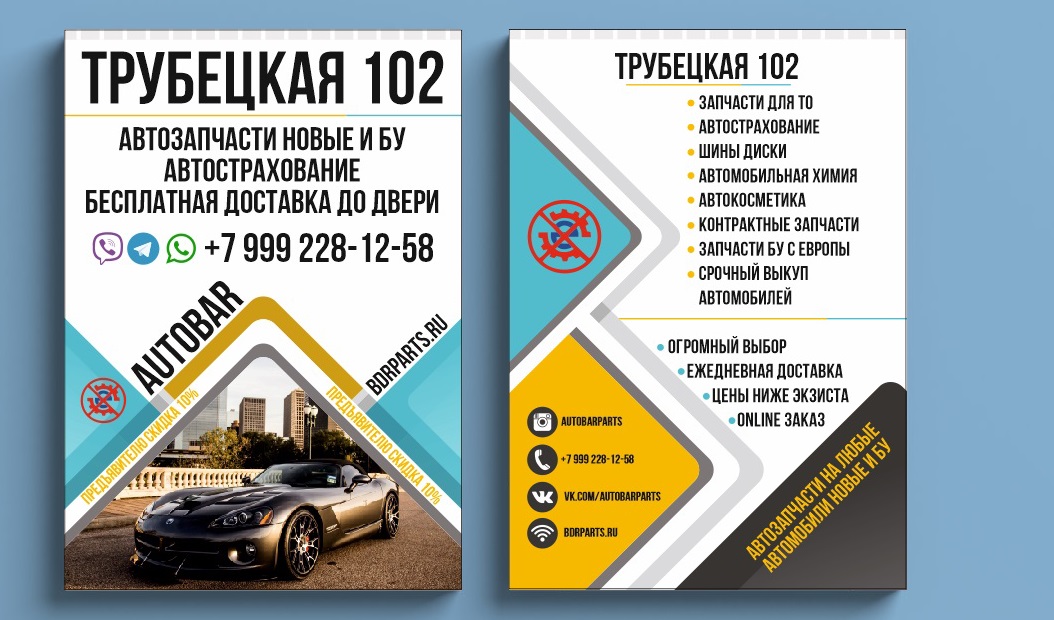 ТРУБЕЦКАЯ 102
АВТОЗАПЧАСТИ НОВЫЕ И БУ
АВТОСТРАХОВАНИЕ
БЕСПЛАТНАЯ ДОСТАВКА ДО ДВЕРИ
+7 999 228-12-58
AUTOBAR
BDRPARTS.RU
ПРЕДЪЯВИТЕЛЮ СКИДКА 10%
ПРЕДЪЯВИТЕЛЮ СКИДКА 10%
ТРУБЕЦКАЯ 102
ЗАПЧАСТИ ДЛЯ ТО
АВТОСТРАХОВАНИЕ
ШИНЫ ДИСКИ
АВТОМОБИЛЬНАЯ ХИМИЯ
АВТОКОСМЕТИКА
КОНТРАКТНЫЕ ЗАПЧАСТИ
ЗАПЧАСТИ БУ С ЕВРОПЫ
СРОЧНЫЙ ВЫКУП
АВТОМОБИЛЕЙ
ОГРОМНЫЙ ВЫБОР
ЕЖЕДНЕВНАЯ ДОСТАВКА
ЦЕНЫ НИЖЕ ЭКЗИСТА
ONLINE ЗАКАЗ
AUTOBARPARTS
+7 999 228-12-58
VK.COM/AUTOBARPARTS
BDRPARTS.RU
АВТОЗАПЧАСТИ НА ЛЮБЫЕ
АВТОМОБИЛИ НОВЫЕ И БУ